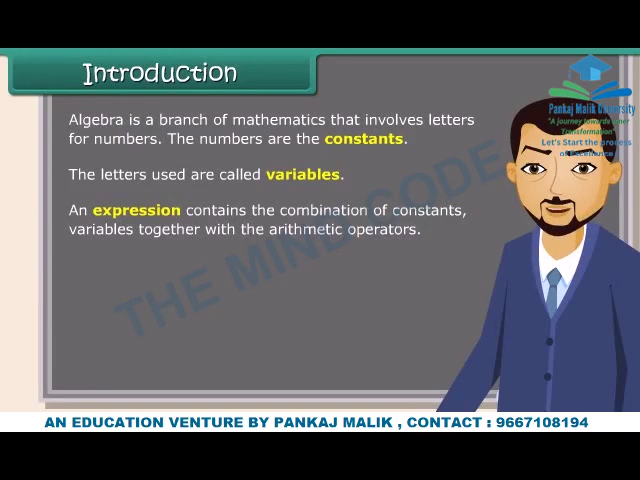 Introduction
Algebra is a branch of mathematics that involves letters
for numbers. The numbers are the constants.
The letters used are called variables.
An expression contains the combination of constants,
variables together with the arithmetic operators.
THE MIND CODE
Pankaj Malik University
"A journey towards inner
Transformation"
Let's Start the process
of Excellence
AN EDUCATION VENTURE BY PANKAJ MALIK , CONTACT : 9667108194